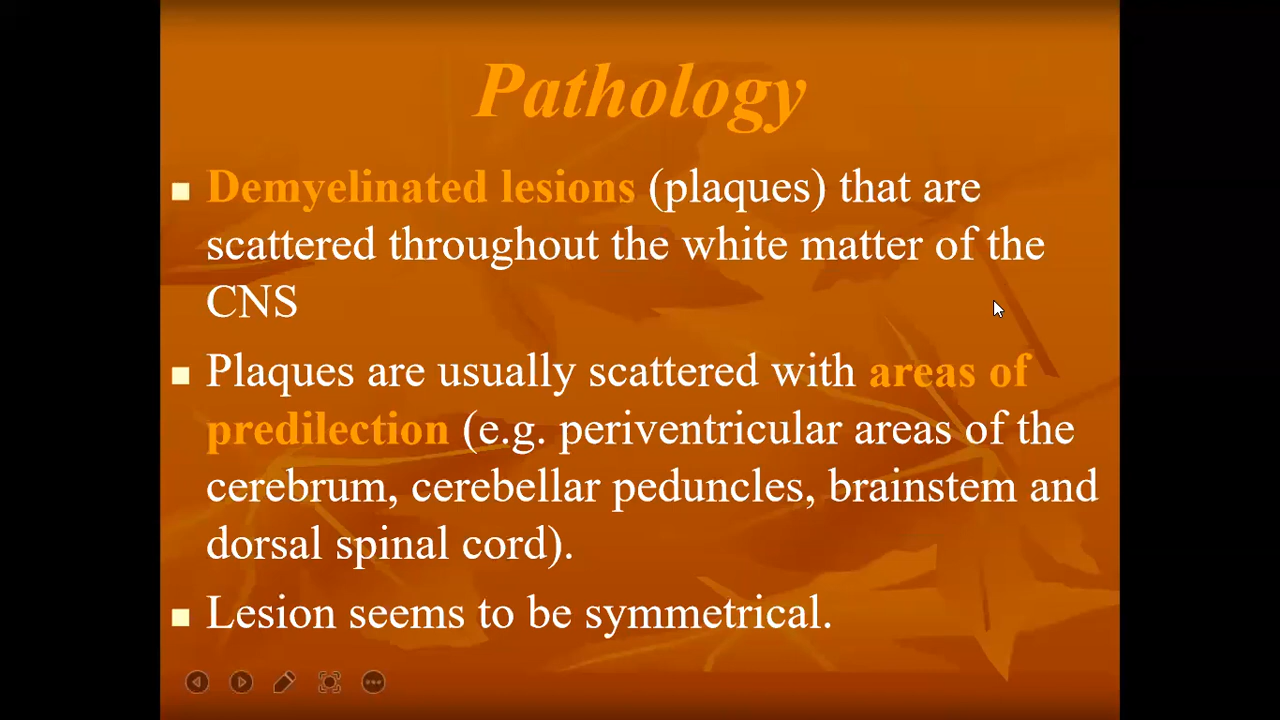 Pathology
Demyelinated lesions (plaques) that are
scattered throughout the white matter of the
CNS
Plaques are usually scattered with areas of
predilection (e.g. periventricular areas of the
cerebrum, cerebellar peduncles, brainstem and
dorsal spinal cord).
Lesion seems to be symmetrical.